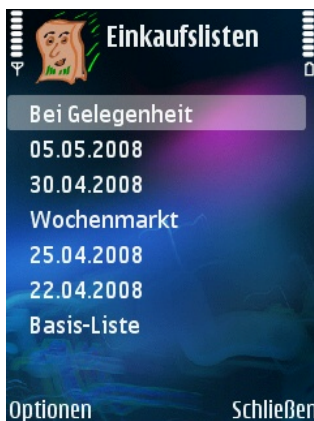 Einkaufslisten
Bei Gelegenheit
05.05.2008
30.04.2008
Wochenmarkt
25.04.2008
22.04.2008
Basis-Liste
Optionen Schließen